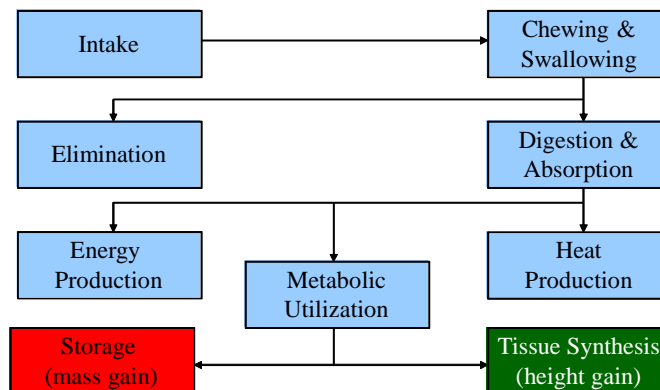 Intake
Chewing &
Swallowing
Elimination
Digestion &
Absorption
Energy
Production
Metabolic
Utilization
Heat
Production
Storage
(mass gain)
Tissue Synthesis
(height gain)